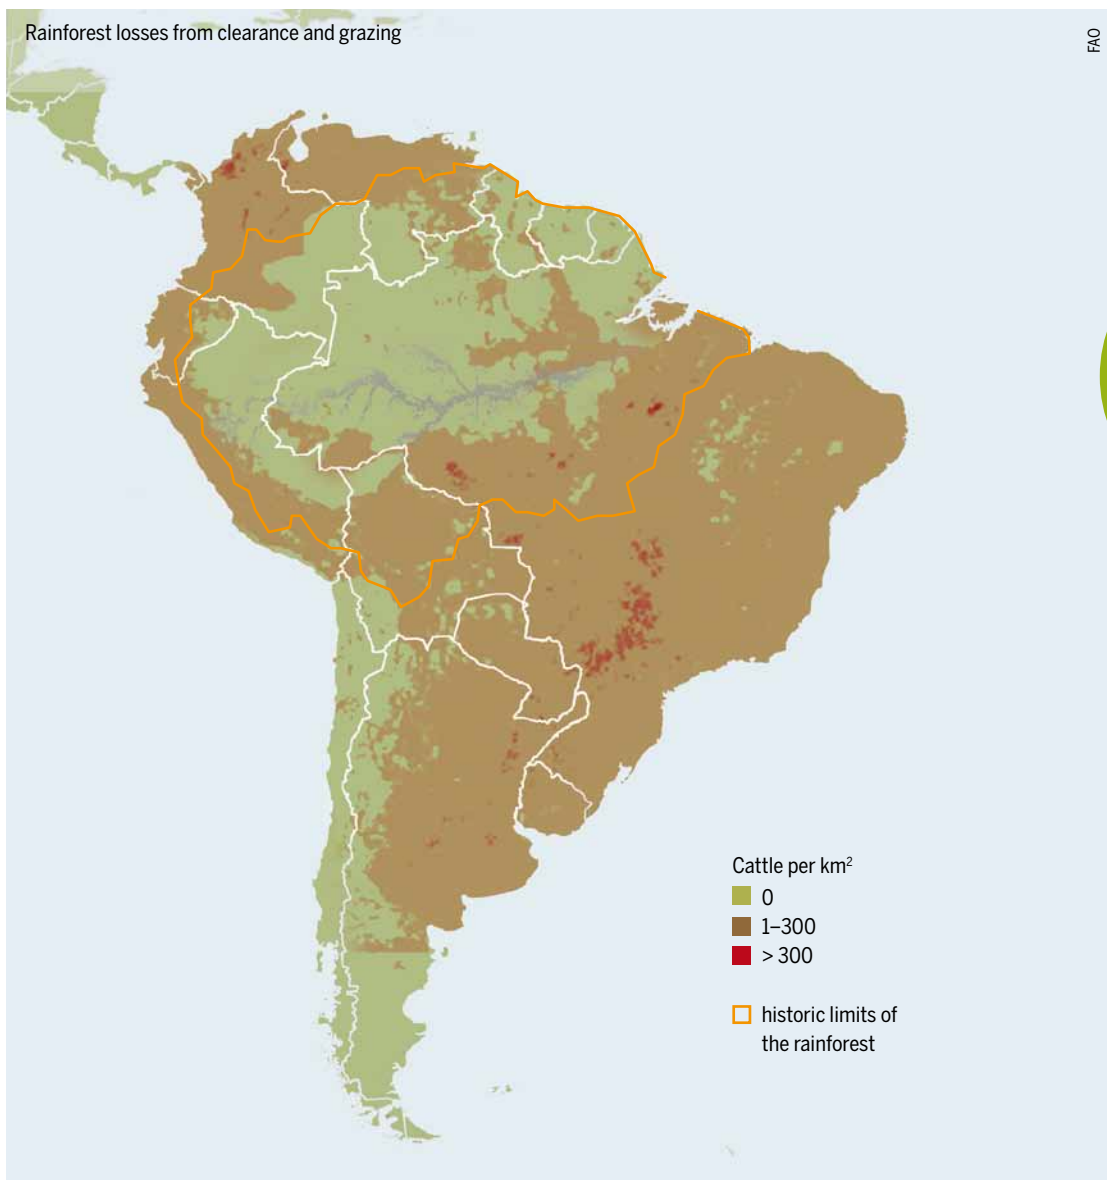 Rainforest losses from clearance and grazing
FAO
Cattle per km²
0
1–300
> 300
historic limits of
the rainforest